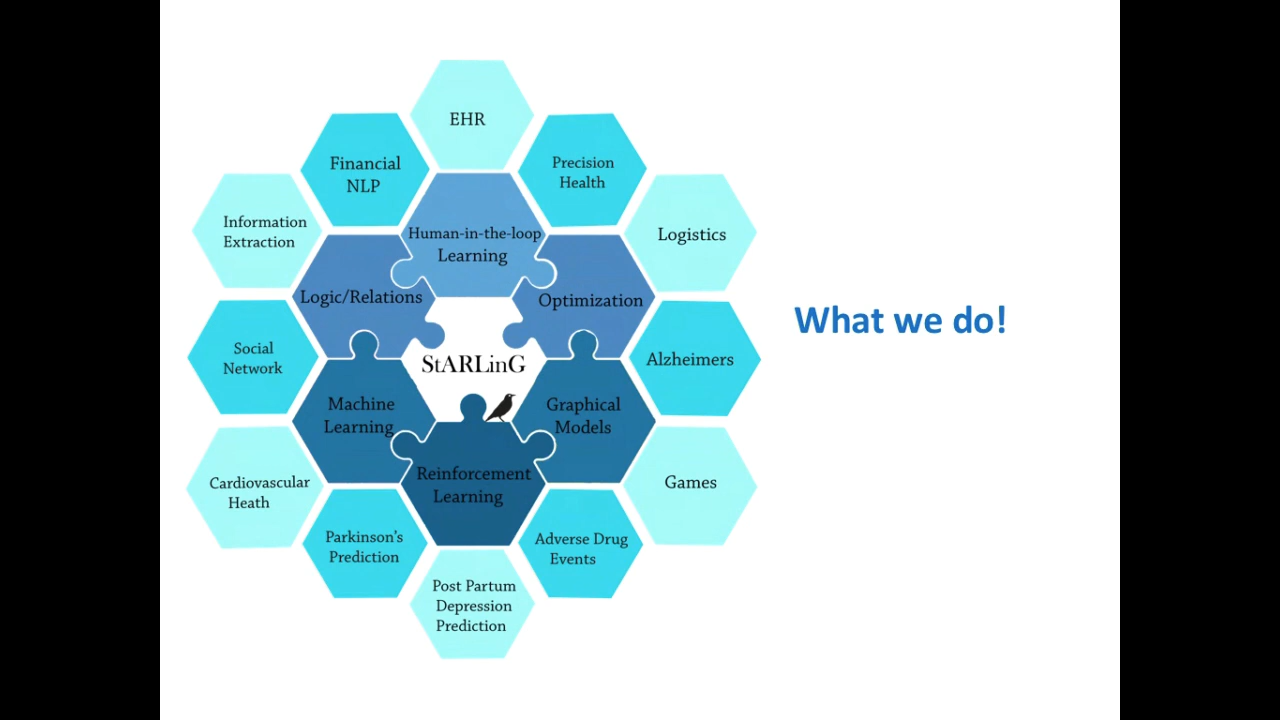 EHR
Financial
NLP
Precision
Health
Information
Extraction
Human-in-the-loop
Learning
Logistics
Logic/Relations
Optimization
What we do!
Social
Network
StARLinG
Alzheimers
Machine
Learning
Graphical
Models
Cardiovascular
Heath
Reinforcement
Learning
Games
Parkinson's
Prediction
Adverse Drug
Events
Post Partum
Depression
Prediction